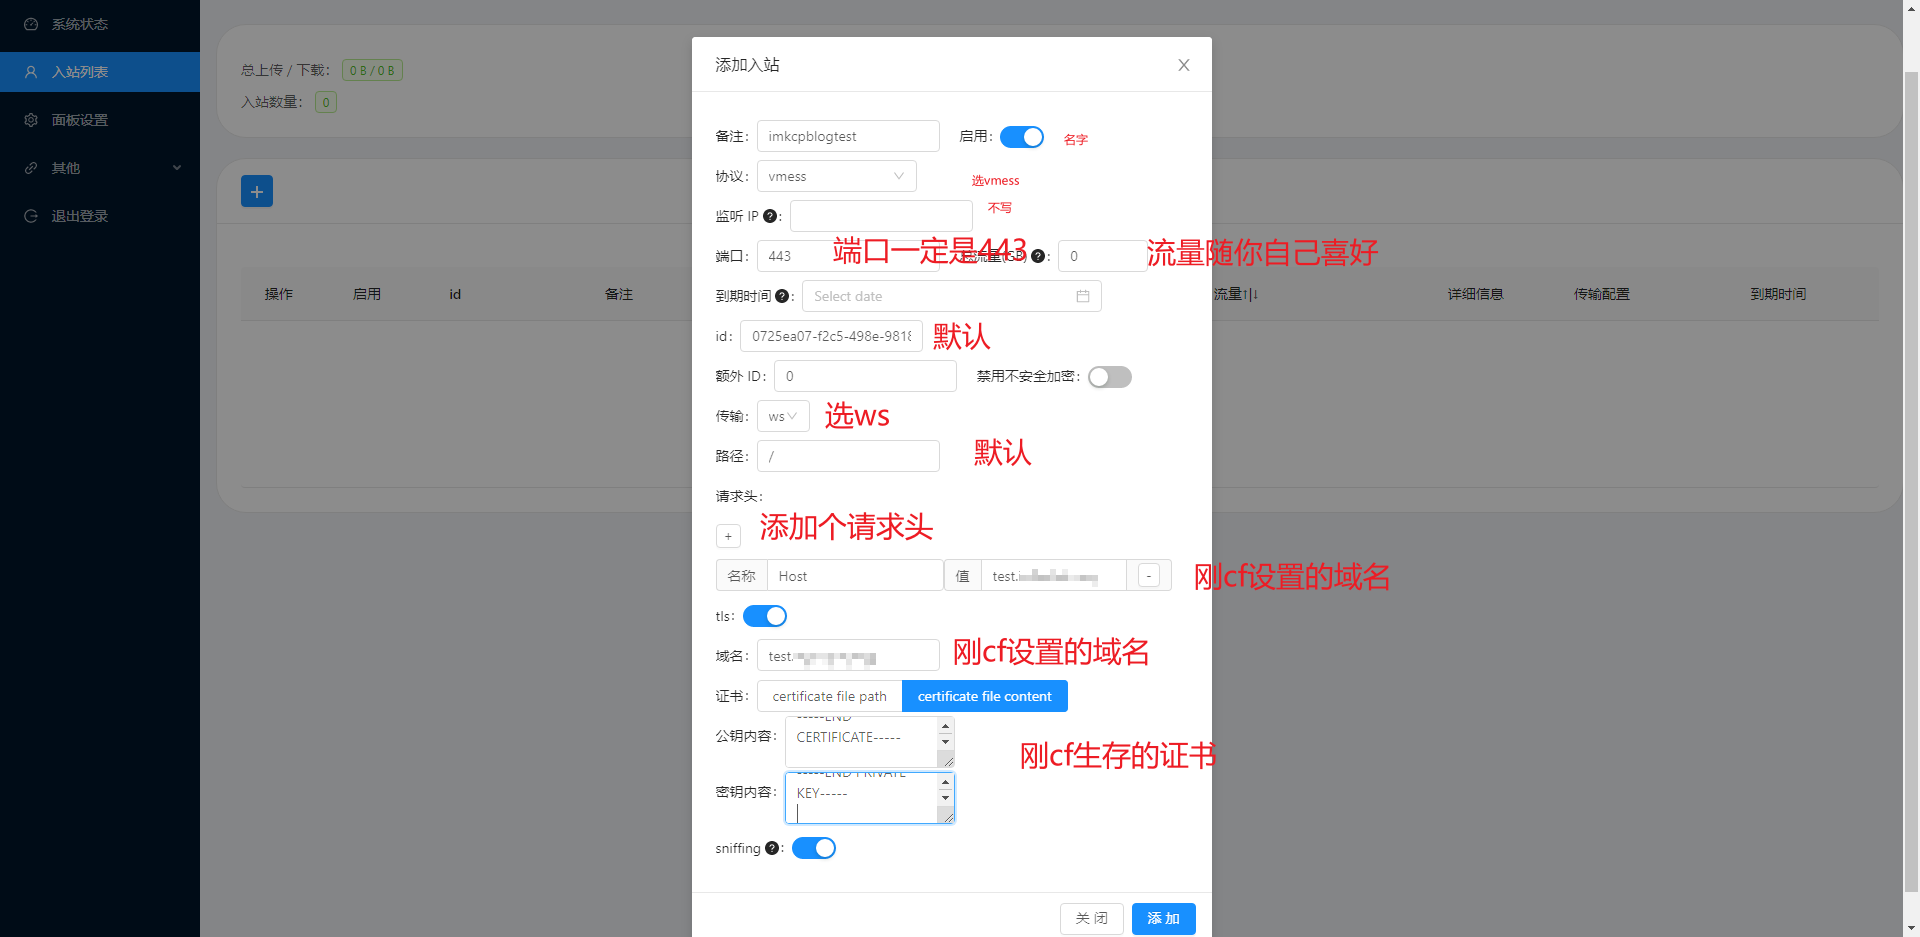 系统状态
入站列表
面板设置
其他
退出登录
总上传 / 下载： 0 B / 0 B
入站数量： 0
+
操作 启用 id 备注 流量↑|↓ 详细信息 传输配置 到期时间
添加入站
备注: imkcpblogtest 启用: 名字
协议: vmess 选vmess
监听 IP ?: 不写
端口: 443 端口一定是443 总流量(GB) ?: 0 流量随你自己喜好
到期时间 ?: Select date
id: 0725ea07-f2c5-498e-9818 默认
额外 ID: 0 禁用不安全加密:
传输: ws 选ws
路径: / 默认
请求头:
+ 添加个请求头
名称 Host 值 test. - 刚cf设置的域名
tls:
域名: test. 刚cf设置的域名
证书: certificate file path certificate file content
-----END
公钥内容: CERTIFICATE-----
刚cf生存的证书
-----END PRIVATE
密钥内容: KEY-----
sniffing ?:
关 闭 添 加